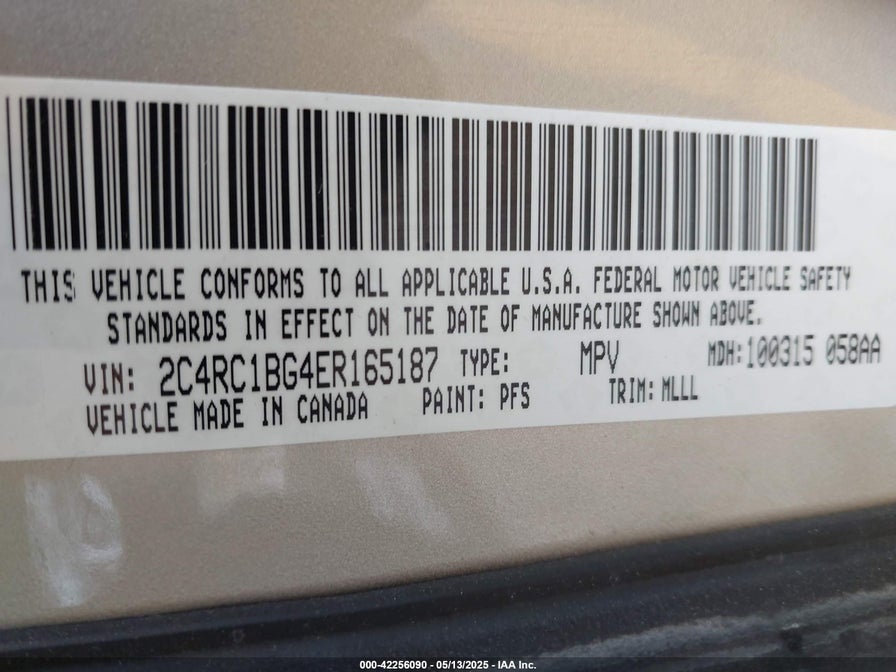 THIS VEHICLE CONFORMS TO ALL APPLICABLE U.S.A. FEDERAL MOTOR VEHICLE SAFETY
STANDARDS IN EFFECT ON THE DATE OF MANUFACTURE SHOWN ABOVE.
VIN: 2C4RC1BG4ER165187 TYPE: MPV MDH:100315 058AA
VEHICLE MADE IN CANADA PAINT: PFS TRIM: MLLL
000-42256090 - 05/13/2025 - IAA Inc.